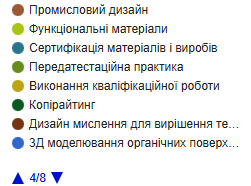 Промисловий дизайн
Функціональні матеріали
Сертифікація матеріалів і виробів
Передатестаційна практика
Виконання кваліфікаційної роботи
Копірайтинг
Дизайн мислення для вирішення те...
3Д моделювання органічних поверх...
4/8